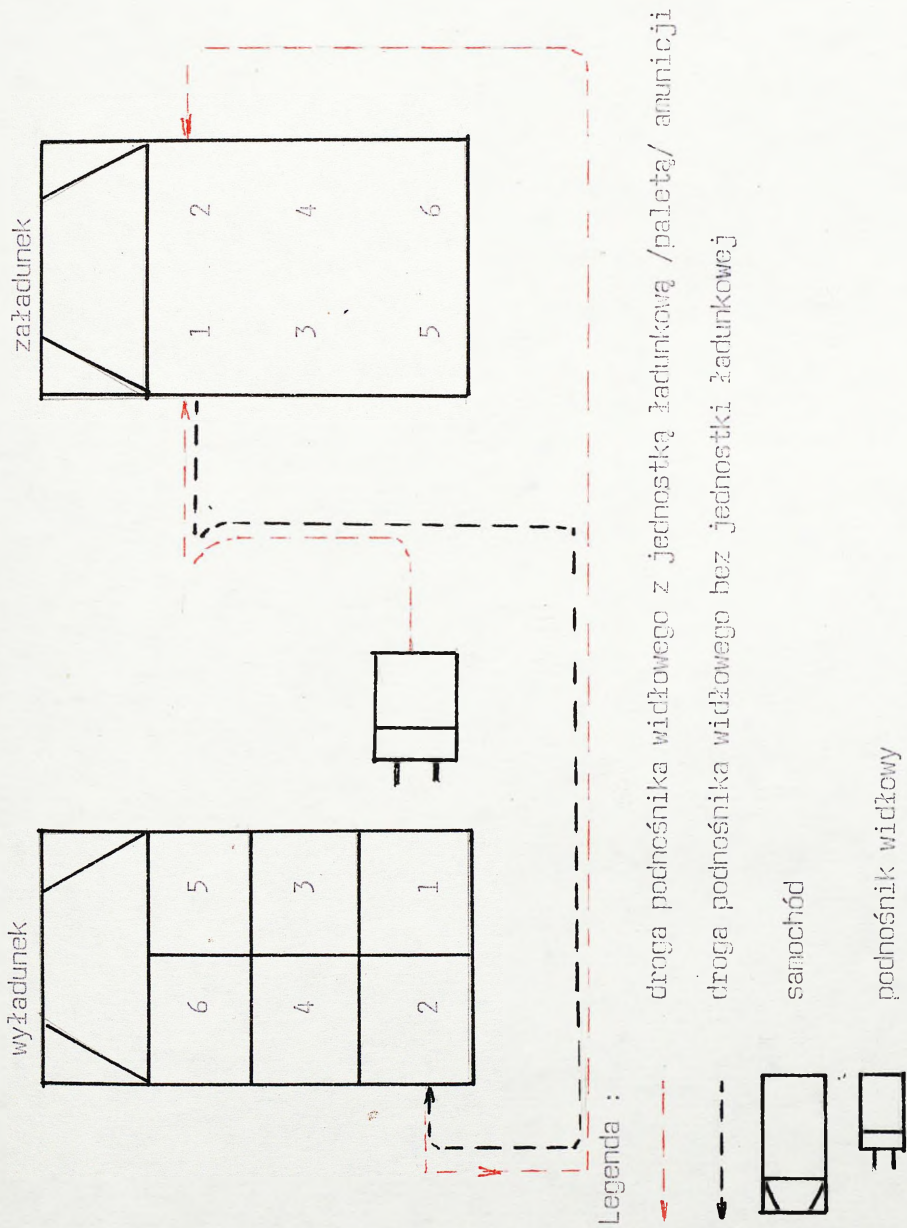 wyładunek
6 5
4 3
2 1
załadunek
1 2
3 4
5 6
Legenda :
droga podnośnika widłowego z jednostką ładunkową /paletą/ amunicji
droga podnośnika widłowego bez jednostki ładunkowej
samochód
podnośnik widłowy